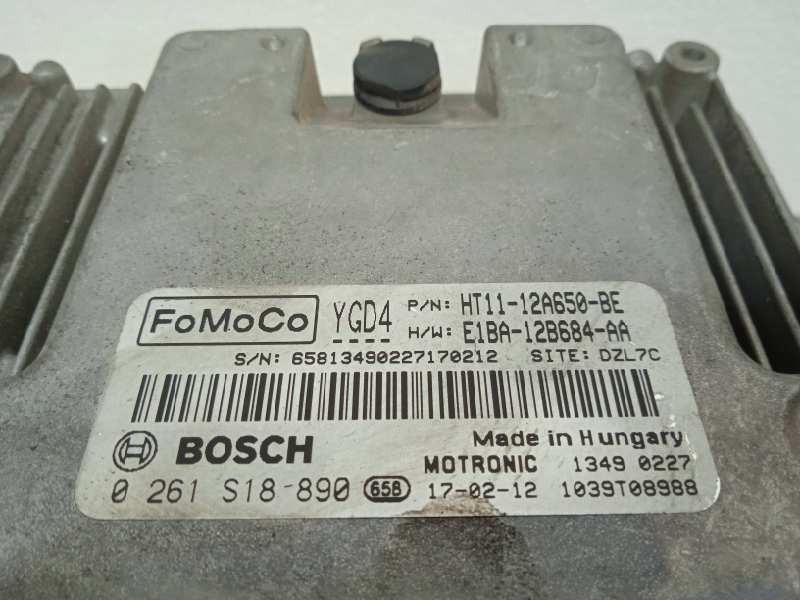 FoMoCo YGD4 P/N: HT11-12A650-BE
H/W: E1BA-12B684-AA
S/N: 65813490227170212 SITE: DZL7C
BOSCH Made in Hungary
MOTRONIC 1349 0227
0 261 S18 890 658 17-02-12 1039T08988